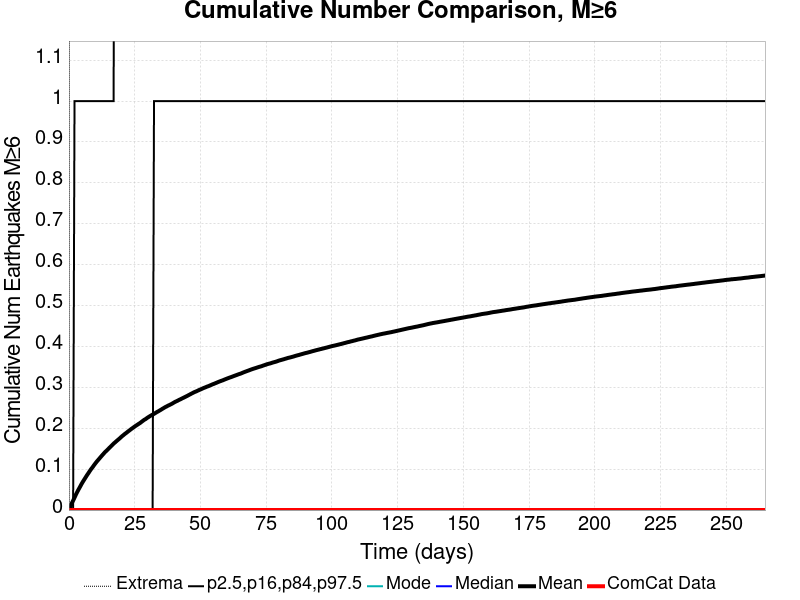 Cumulative Number Comparison, M≥6
Cumulative Num Earthquakes M≥6
1.1
1
0.9
0.8
0.7
0.6
0.5
0.4
0.3
0.2
0.1
0
0 25 50 75 100 125 150 175 200 225 250
Time (days)
Extrema p2.5,p16,p84,p97.5 Mode Median Mean ComCat Data